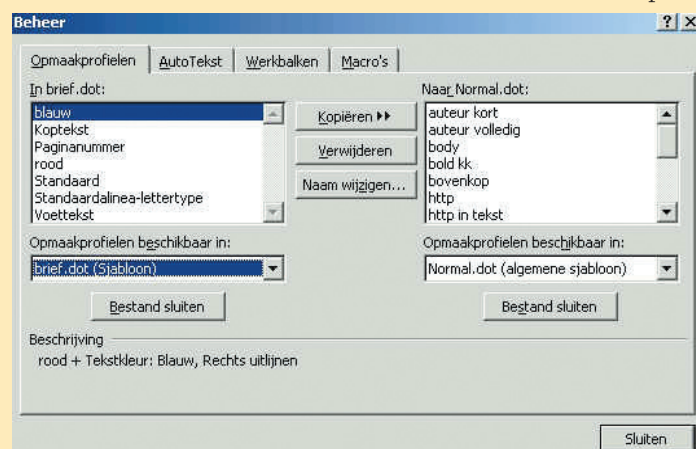 Beheer
Opmaakprofielen AutoTekst Werkbalken Macro's
In brief.dot:
blauw
Koptekst
Paginanummer
rood
Standaard
Standaardalinea-lettertype
Voettekst
Kopiëren
Verwijderen
Naam wijzigen...
Naar Normal.dot:
auteur kort
auteur volledig
body
bold kk
bovenkop
http
http in tekst
Opmaakprofielen beschikbaar in:
brief.dot (Sjabloon)
Bestand sluiten
Opmaakprofielen beschikbaar in:
Normal.dot (algemene sjabloon)
Bestand sluiten
Beschrijving
rood + Tekstkleur: Blauw, Rechts uitlijnen
Sluiten